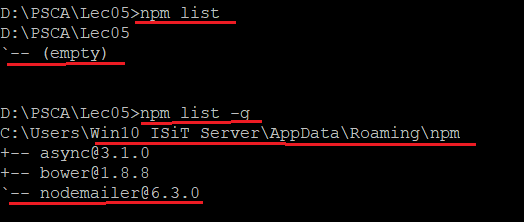 D:\PSCA\Lec05>npm list
D:\PSCA\Lec05
`-- (empty)
D:\PSCA\Lec05>npm list -g
C:\Users\Win10 ISiT Server\AppData\Roaming\npm
+-- async@3.1.0
+-- bower@1.8.8
`-- nodemailer@6.3.0